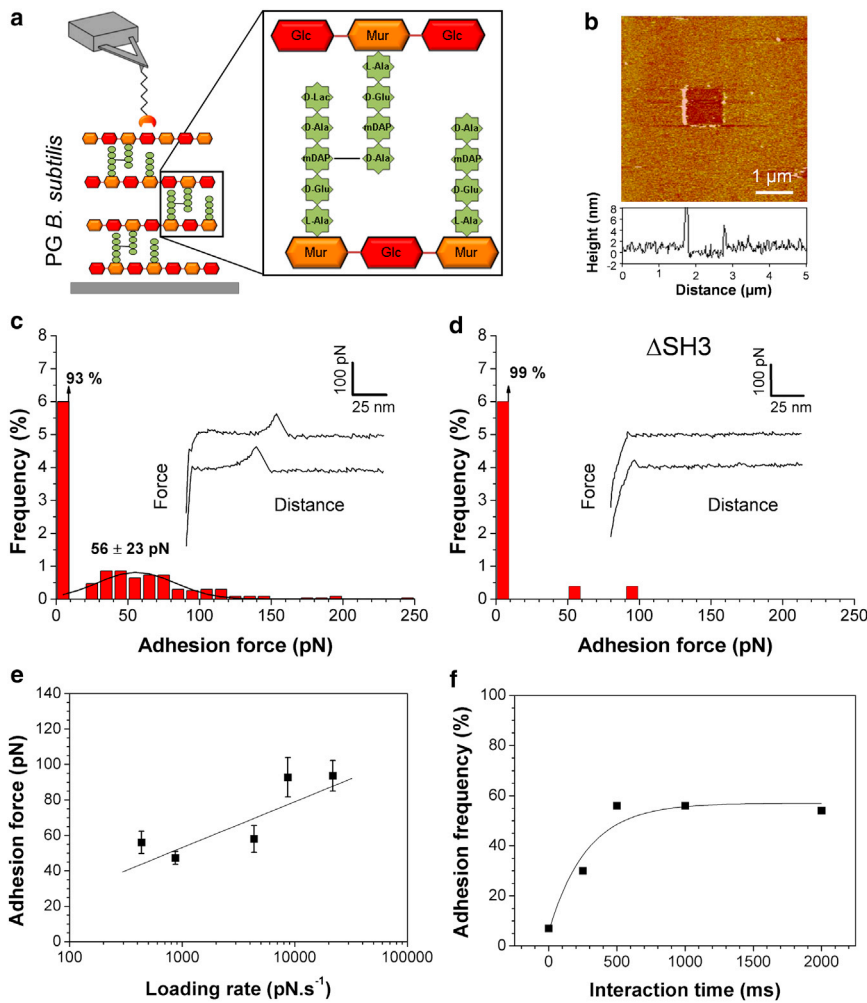 a
PG B. subtilis
Glc Mur Glc
L-Ala
D-Lac D-Glu
D-Ala mDAP D-Ala
mDAP D-Ala mDAP
D-Glu D-Glu
L-Ala L-Ala
Mur Glc Mur
b
1 µm
Height (nm)
8
6
4
2
0
-2
0 1 2 3 4 5
Distance (µm)
c
Frequency (%)
8
7
6
5
4
3
2
1
0
93 %
100 pN
25 nm
Force
Distance
56 ± 23 pN
0 50 100 150 200 250
Adhesion force (pN)
d
ΔSH3
Frequency (%)
8
7
6
5
4
3
2
1
0
99 %
100 pN
25 nm
Force
Distance
0 50 100 150 200 250
Adhesion force (pN)
e
Adhesion force (pN)
140
120
100
80
60
40
20
0
100 1000 10000 100000
Loading rate (pN.s⁻¹)
f
Adhesion frequency (%)
100
80
60
40
20
0
0 500 1000 1500 2000
Interaction time (ms)